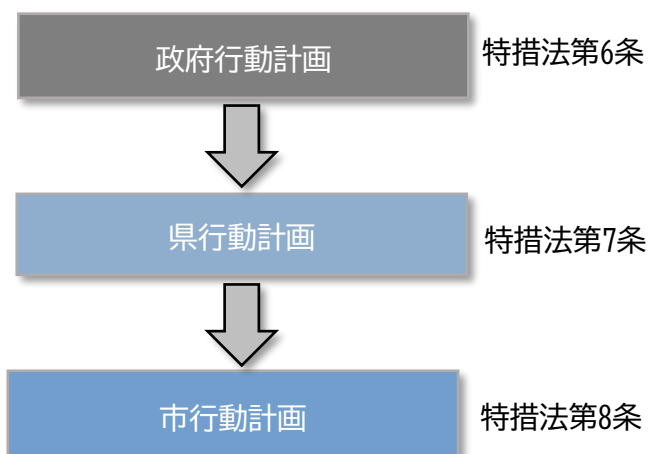 政府行動計画
特措法第6条
県行動計画
特措法第7条
市行動計画
特措法第8条